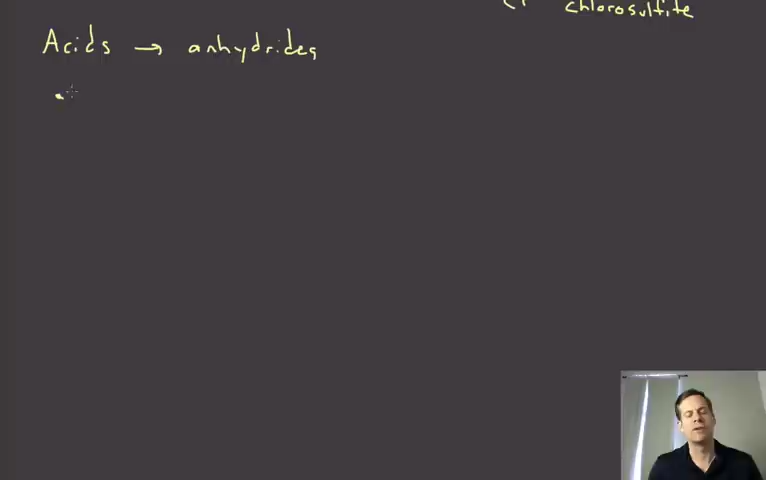 chlorosulfite
Acids → anhydrides